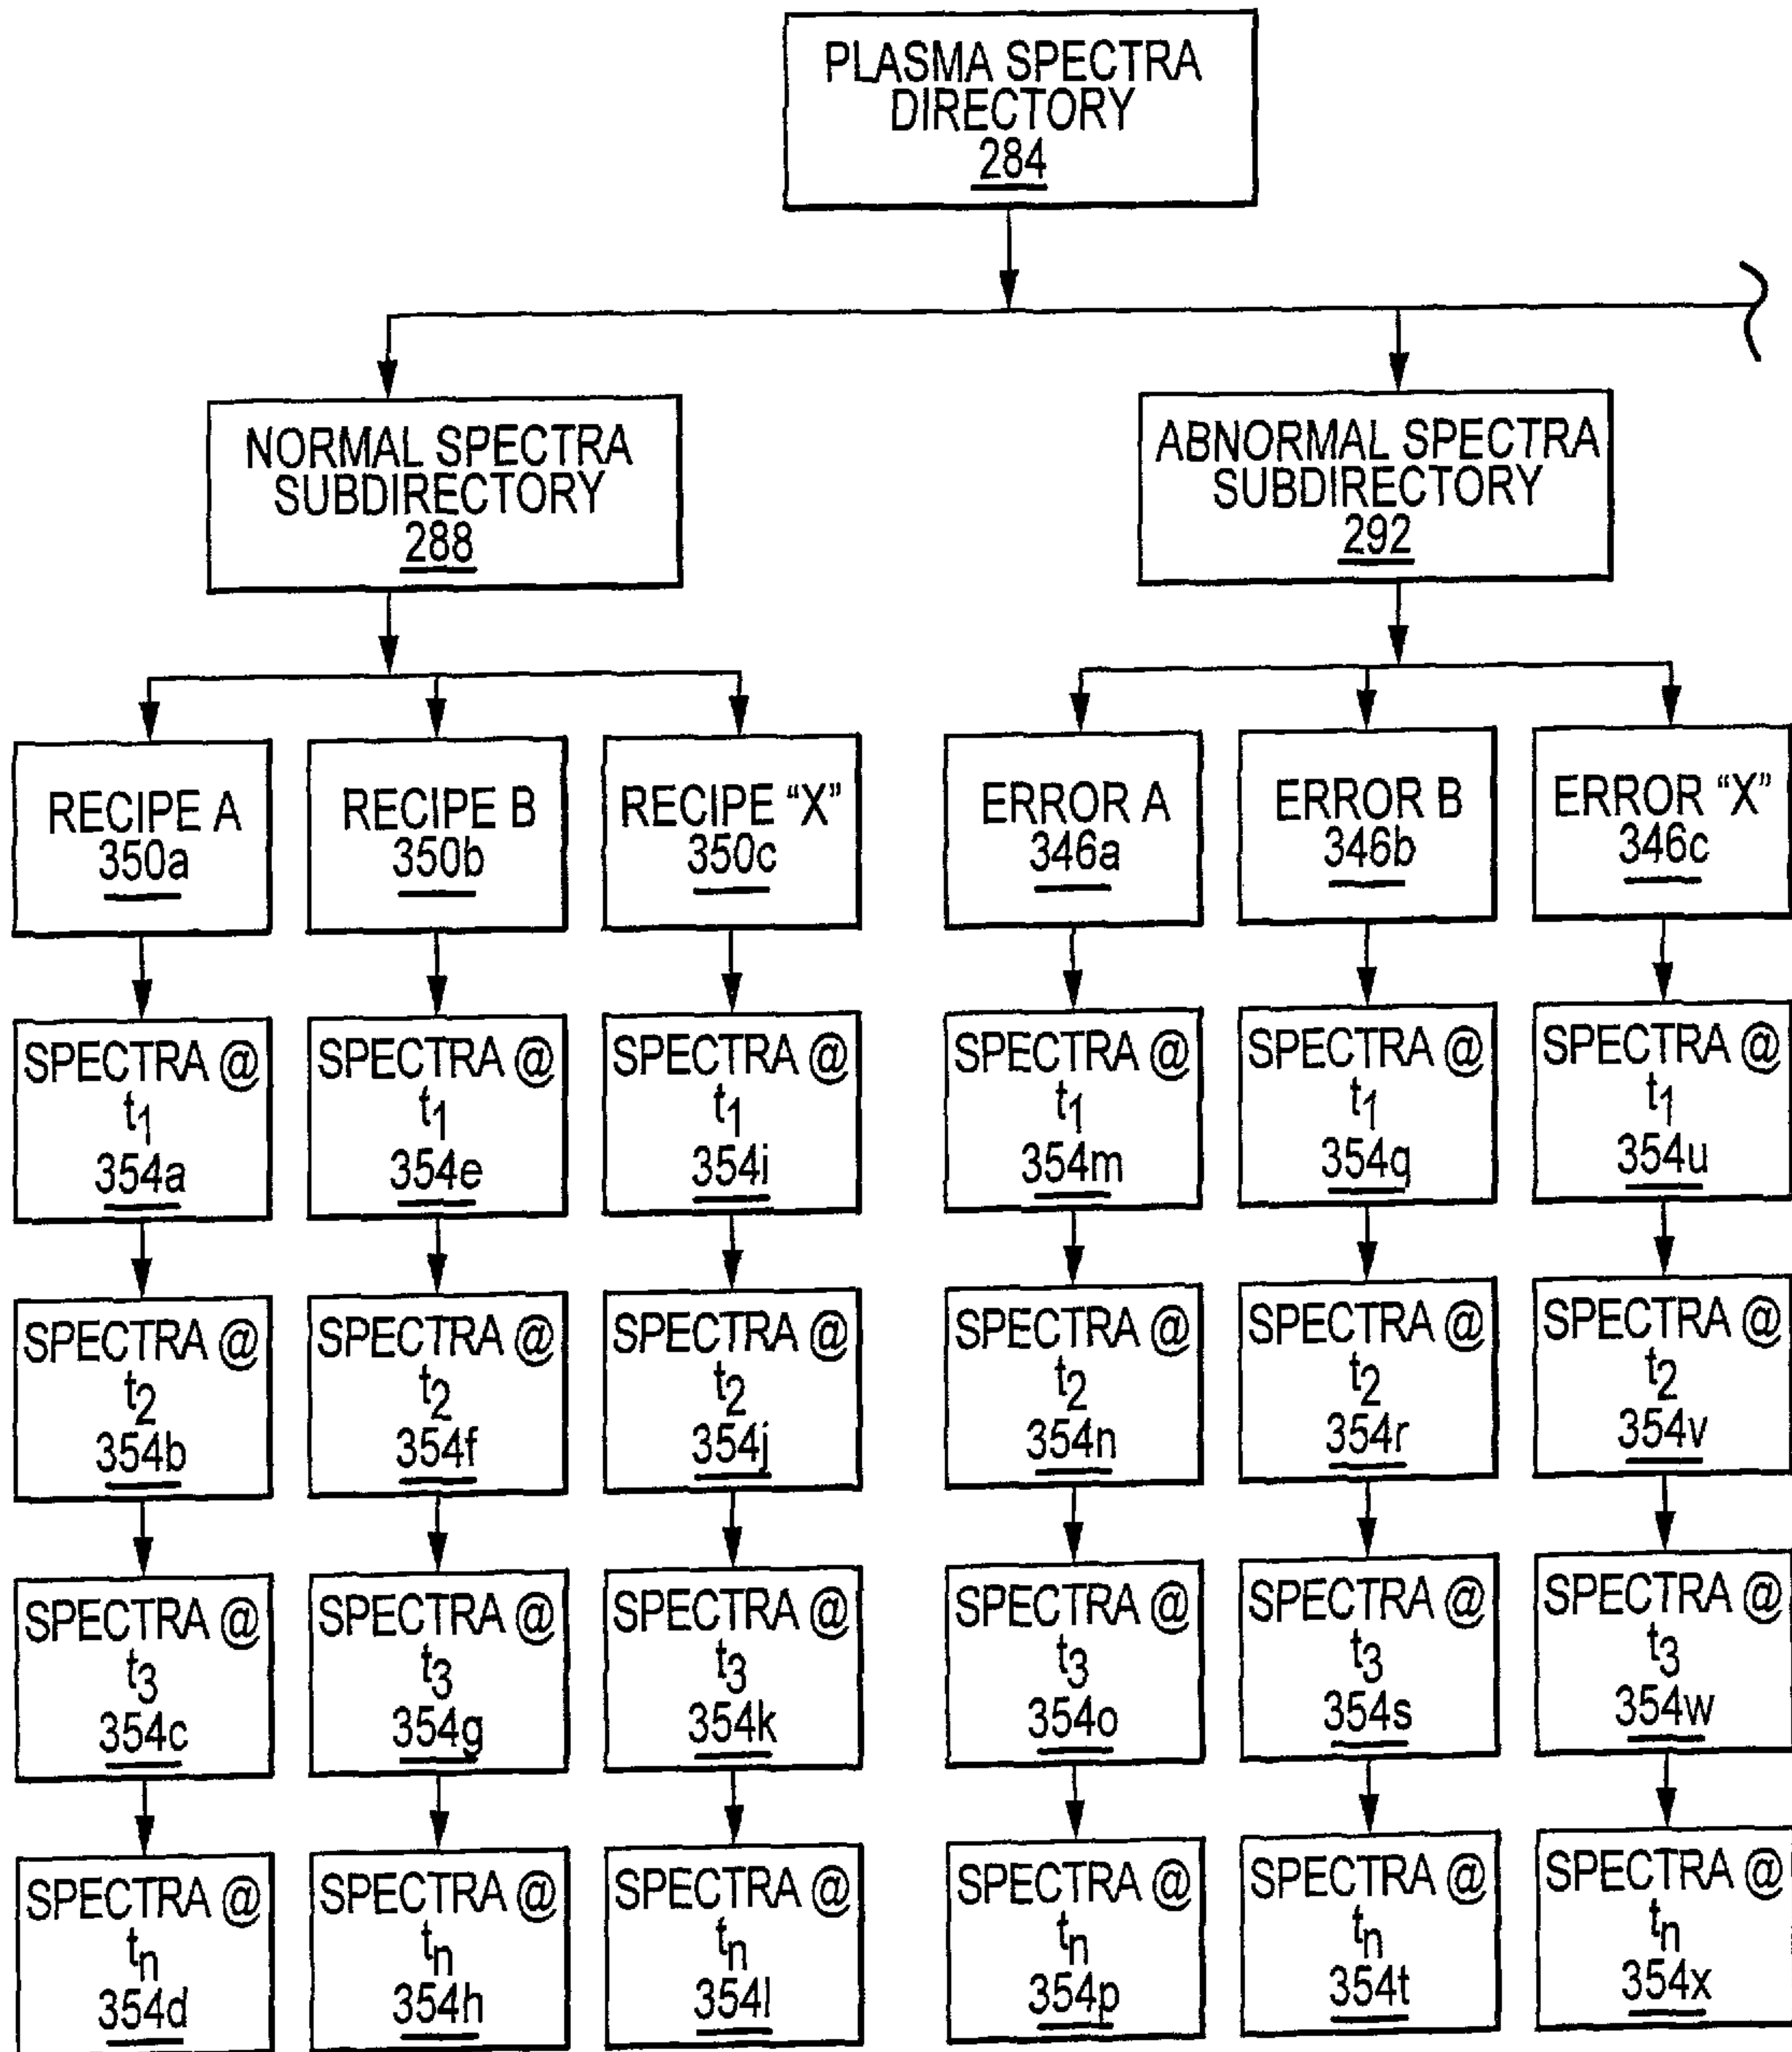 PLASMA SPECTRA
DIRECTORY
284
NORMAL SPECTRA
SUBDIRECTORY
288
ABNORMAL SPECTRA
SUBDIRECTORY
292
RECIPE A
350a
RECIPE B
350b
RECIPE “X”
350c
ERROR A
346a
ERROR B
346b
ERROR “X”
346c
SPECTRA @
t1
354a
SPECTRA @
t1
354e
SPECTRA @
t1
354i
SPECTRA @
t1
354m
SPECTRA @
t1
354q
SPECTRA @
t1
354u
SPECTRA @
t2
354b
SPECTRA @
t2
354f
SPECTRA @
t2
354j
SPECTRA @
t2
354n
SPECTRA @
t2
354r
SPECTRA @
t2
354v
SPECTRA @
t3
354c
SPECTRA @
t3
354g
SPECTRA @
t3
354k
SPECTRA @
t3
354o
SPECTRA @
t3
354s
SPECTRA @
t3
354w
SPECTRA @
tn
354d
SPECTRA @
tn
354h
SPECTRA @
tn
354l
SPECTRA @
tn
354p
SPECTRA @
tn
354t
SPECTRA @
tn
354x